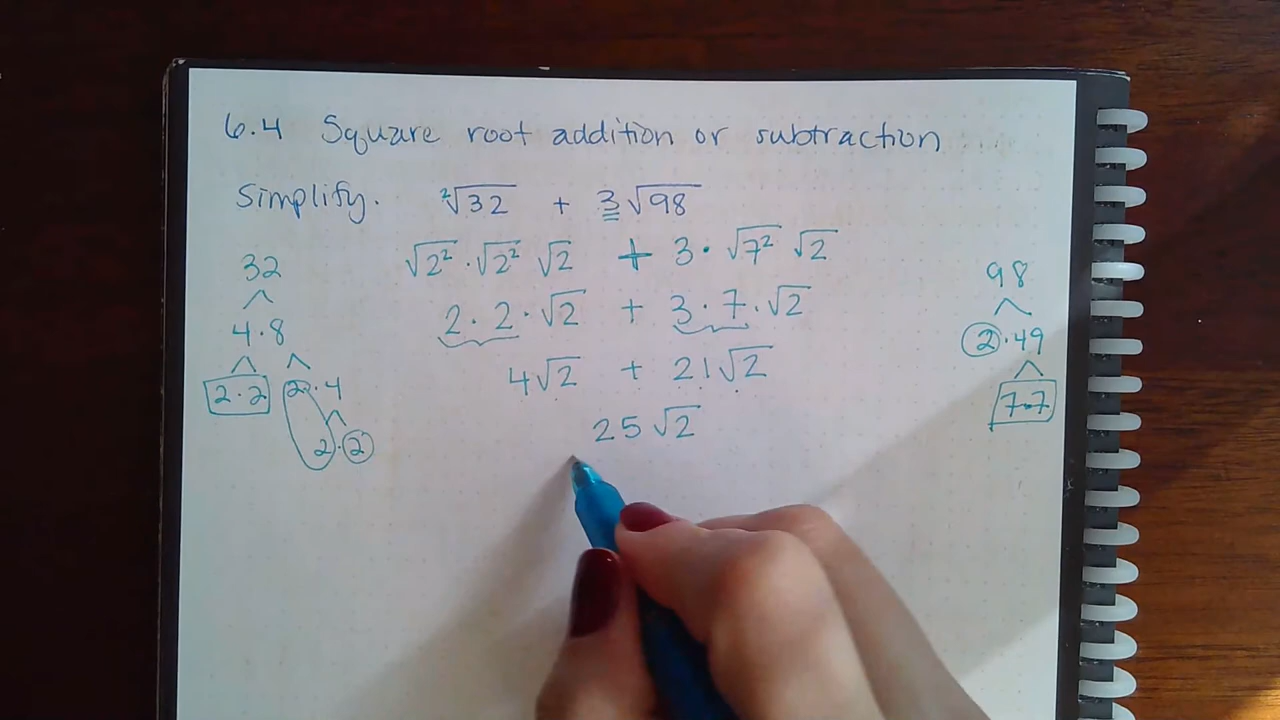 6.4 Square root addition or subtraction
Simplify. ²√32 + 3√98
√2² · √2² √2 + 3 · √7² √2
2 · 2 · √2 + 3 · 7 · √2
4√2 + 21√2
25√2
32
4 · 8
2 · 2 2 · 4
2 · 2
98
2 · 49
7 · 7